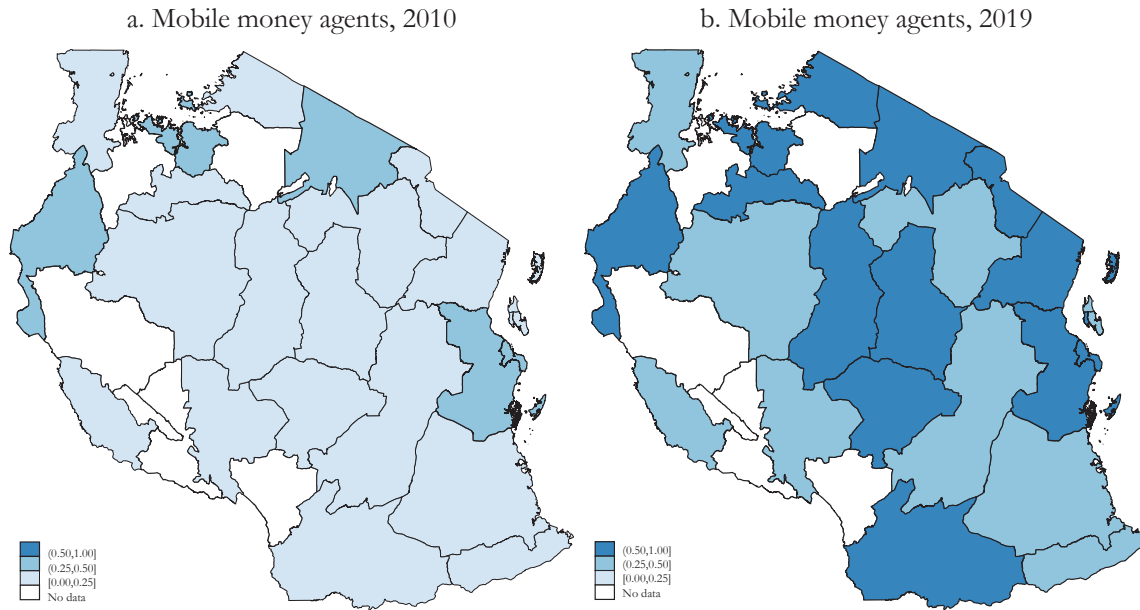 a. Mobile money agents, 2010
b. Mobile money agents, 2019
(0.50,1.00]
(0.25,0.50]
[0.00,0.25]
No data
(0.50,1.00]
(0.25,0.50]
[0.00,0.25]
No data